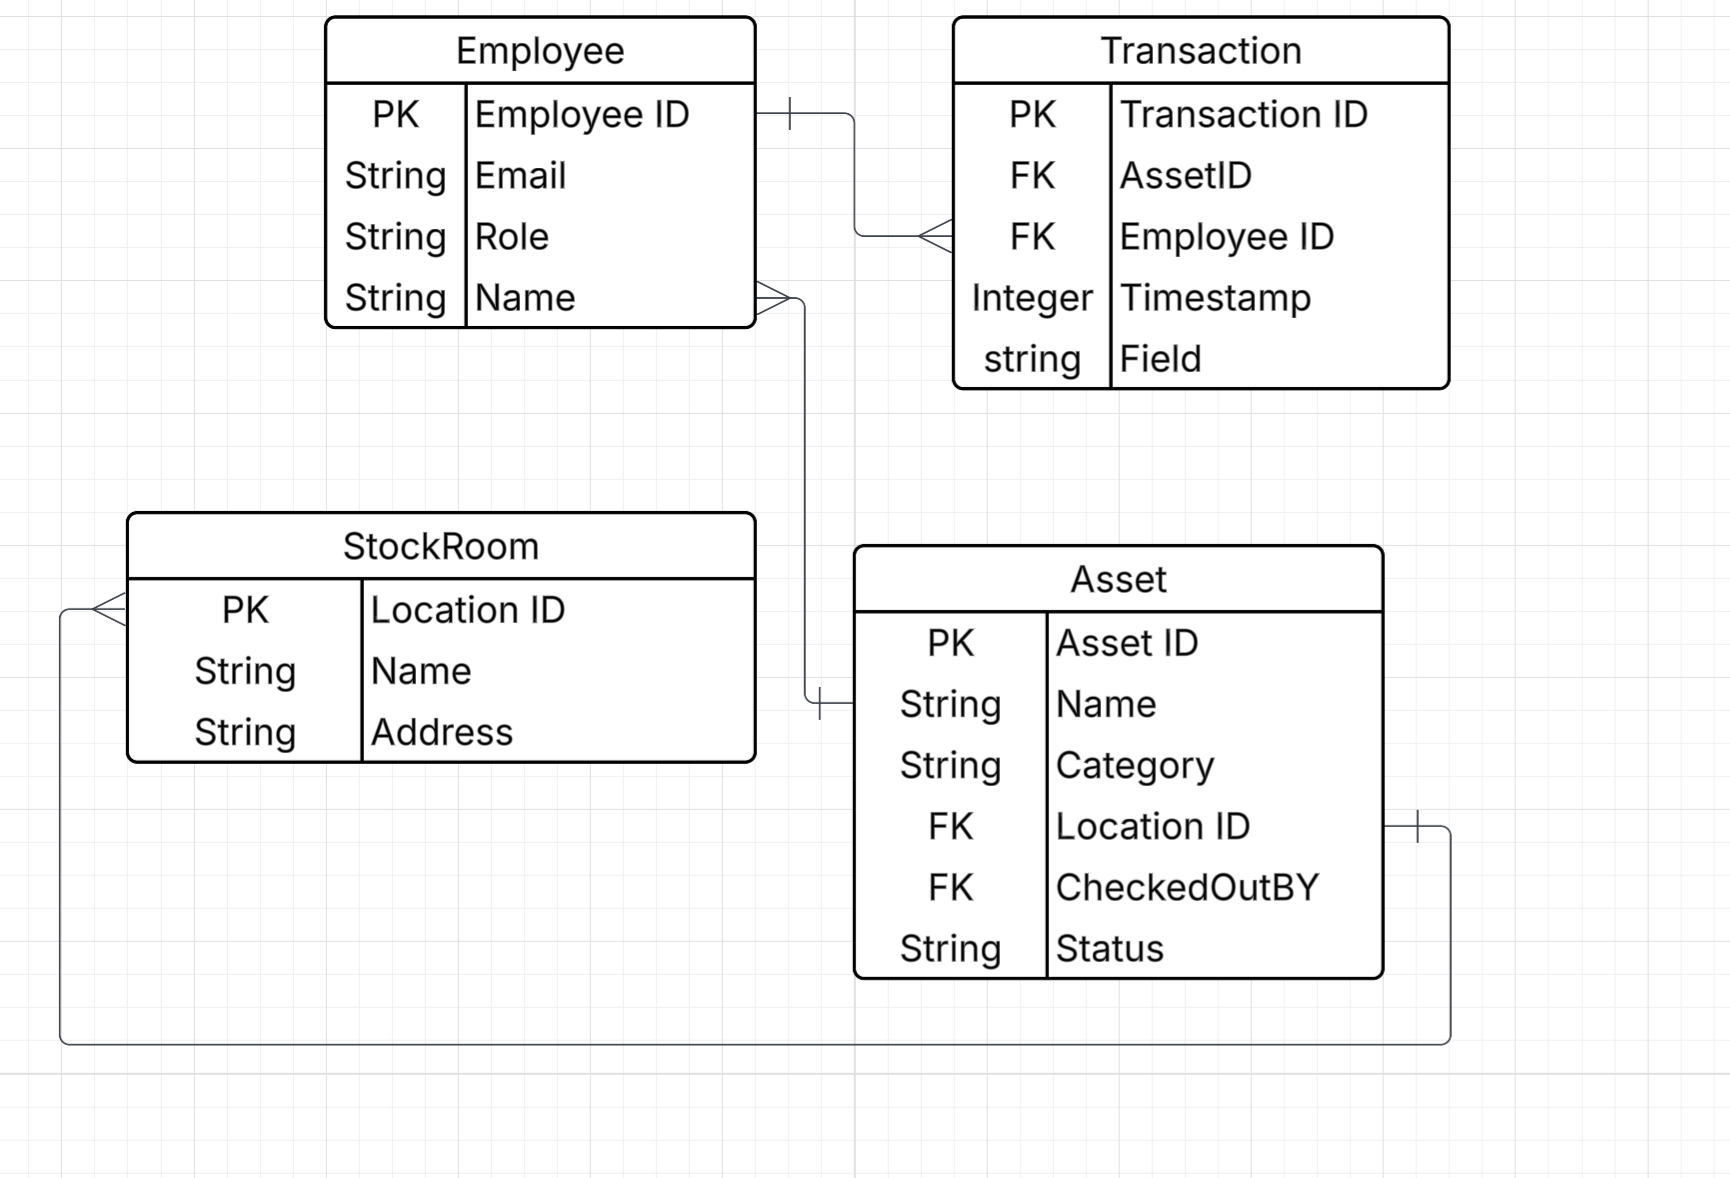 Employee
PK Employee ID
String Email
String Role
String Name
Transaction
PK Transaction ID
FK AssetID
FK Employee ID
Integer Timestamp
string Field
StockRoom
PK Location ID
String Name
String Address
Asset
PK Asset ID
String Name
String Category
FK Location ID
FK CheckedOutBY
String Status